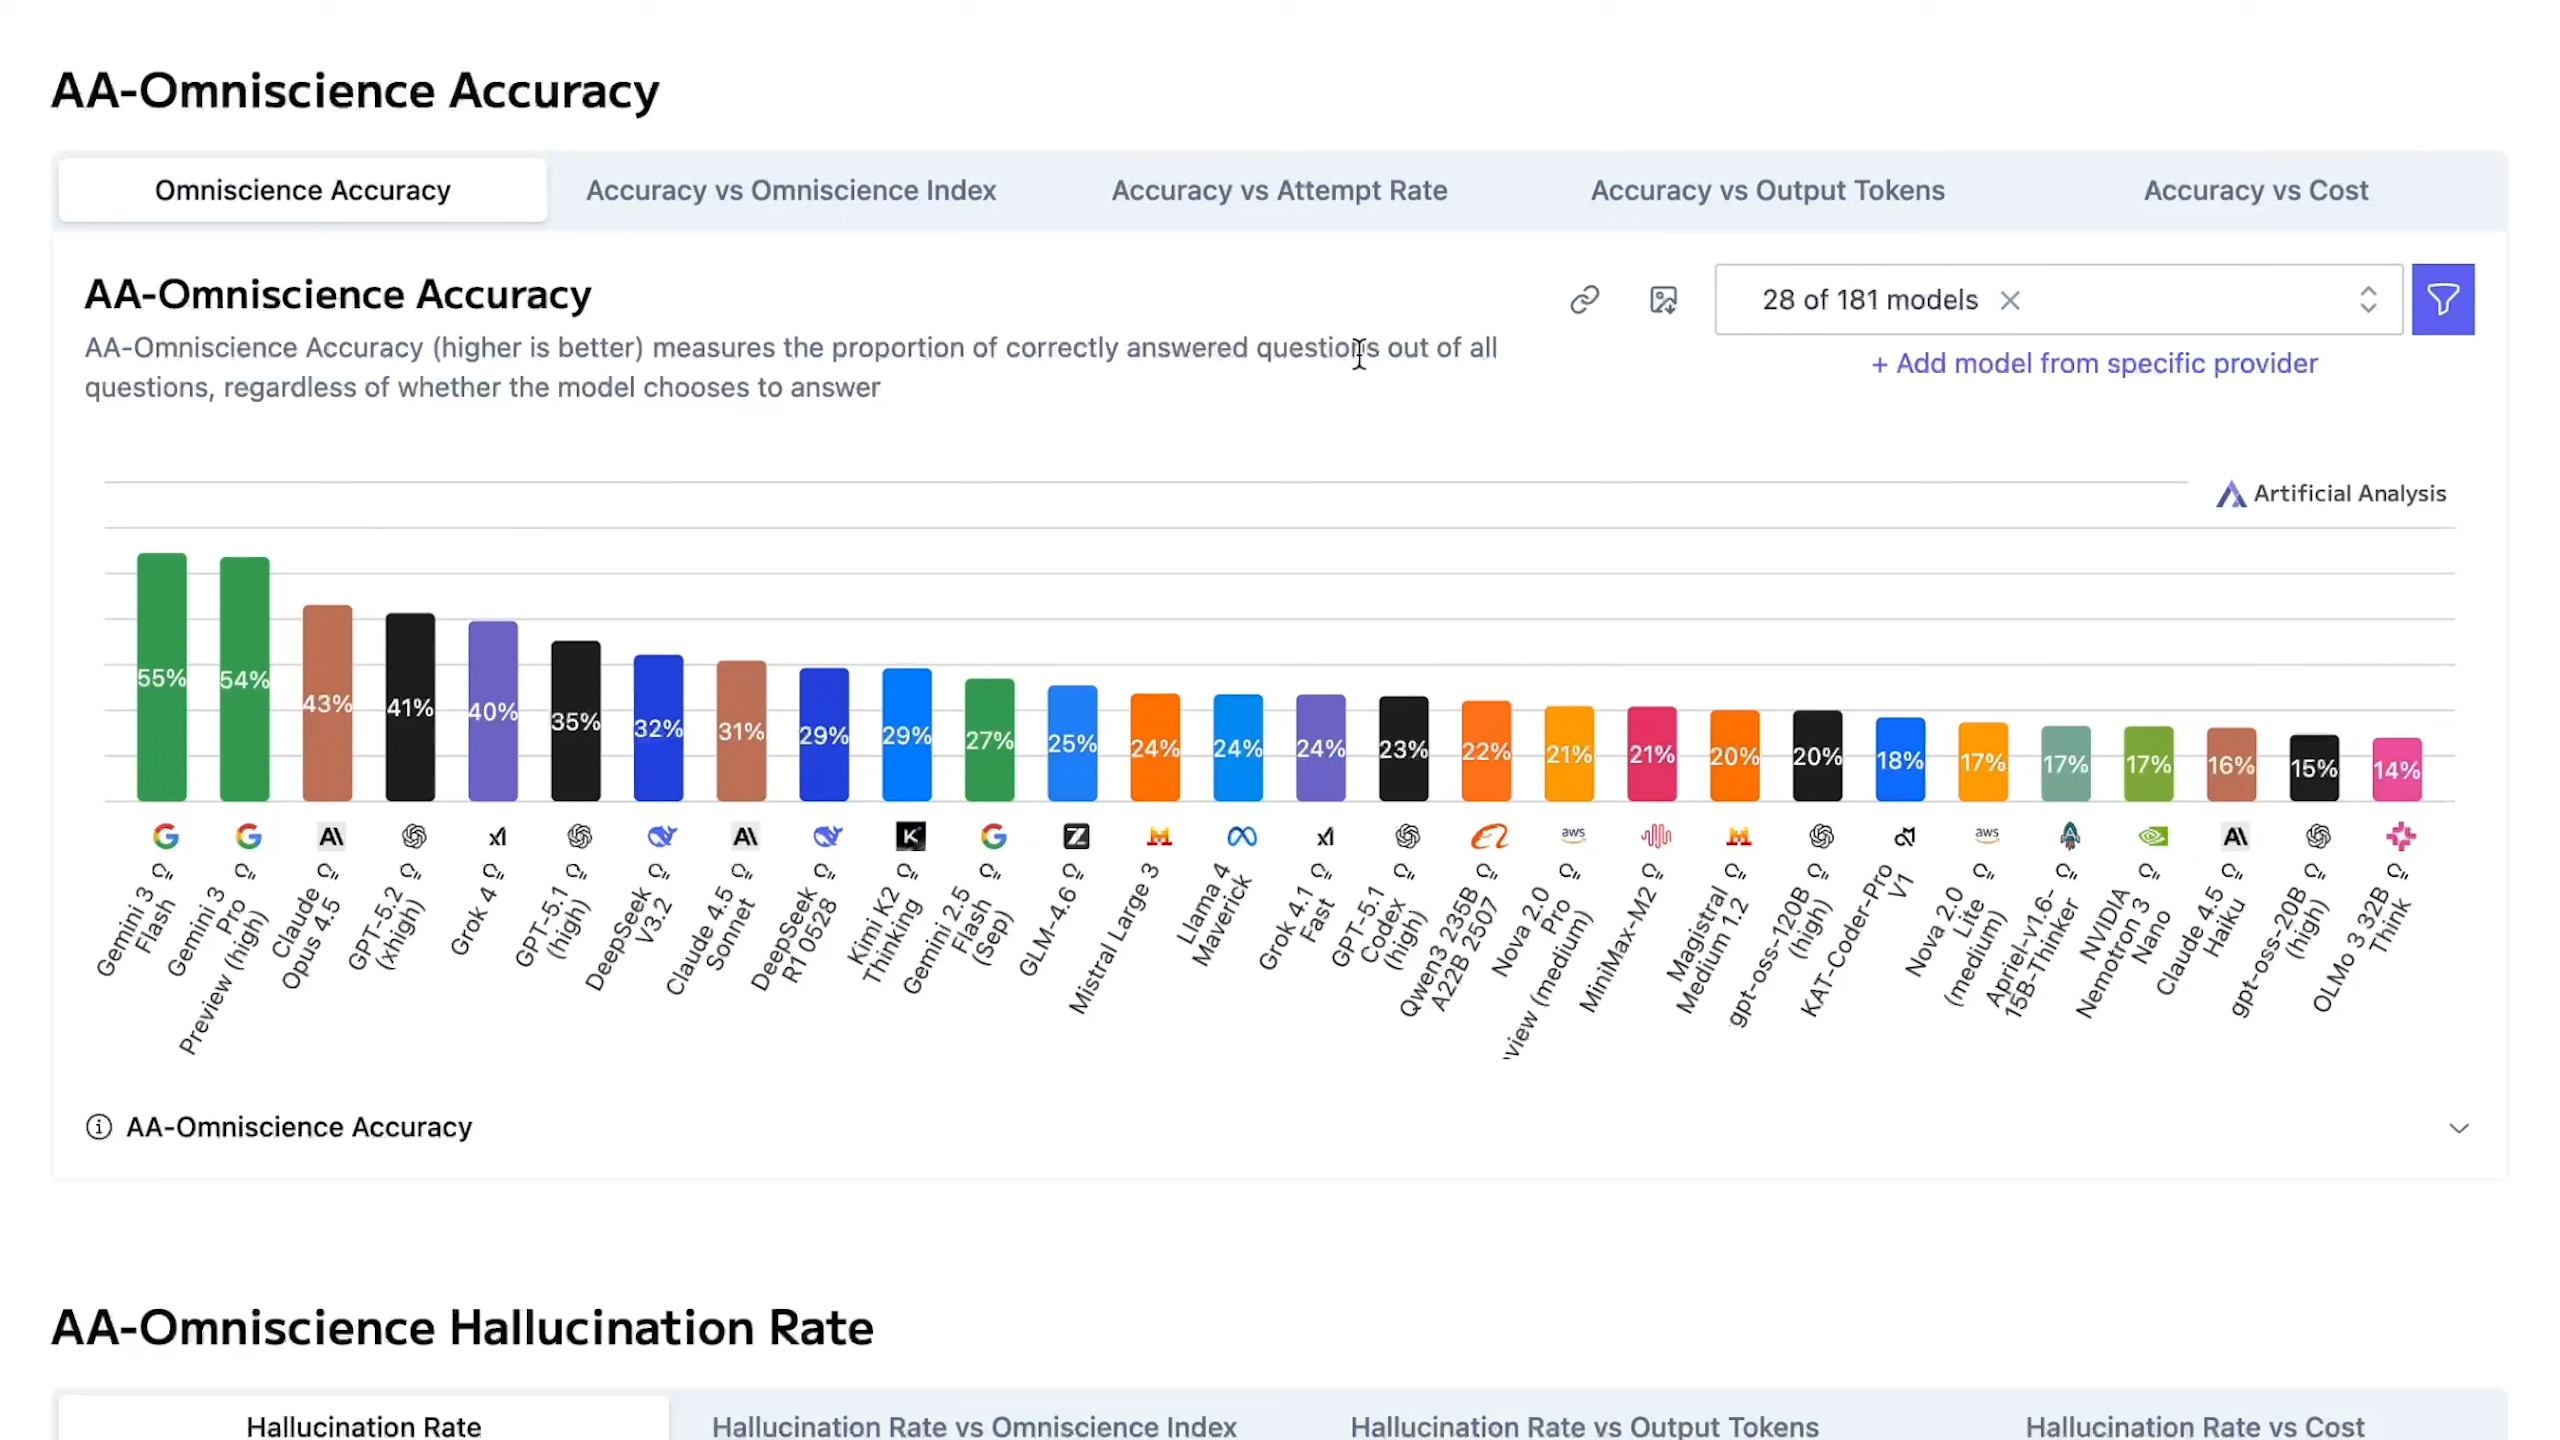 AA-Omniscience Accuracy
Omniscience Accuracy
Accuracy vs Omniscience Index
Accuracy vs Attempt Rate
Accuracy vs Output Tokens
Accuracy vs Cost
AA-Omniscience Accuracy
28 of 181 models
AA-Omniscience Accuracy (higher is better) measures the proportion of correctly answered questions out of all
questions, regardless of whether the model chooses to answer
+ Add model from specific provider
Artificial Analysis
55%
54%
43%
41%
40%
35%
32%
31%
29%
29%
27%
25%
24%
24%
24%
23%
22%
21%
21%
20%
20%
18%
17%
17%
17%
16%
15%
14%
aws
aws
Gemini 3
Flash
Gemini 3
Pro
Preview (high)
Claude
Opus 4.5
GPT-5.2
(xhigh)
Grok 4
GPT-5.1
(high)
DeepSeek
V3.2
Claude 4.5
Sonnet
DeepSeek
R1 0528
Kimi K2
Thinking
Gemini 2.5
Flash
(Sep)
GLM-4.6
Mistral Large 3
Llama 4
Maverick
Grok 4.1
Fast
GPT-5.1
Codex
(high)
Qwen3 235B
A22B 2507
Nova 2.0
Pro
view (medium)
MiniMax-M2
Magistral
Medium 1.2
gpt-oss-120B
(high)
KAT-Coder-Pro
V1
Nova 2.0
Lite
(medium)
Apriel-v1.6-
15B-Thinker
NVIDIA
Nemotron 3
Nano
Claude 4.5
Haiku
gpt-oss-20B
(high)
OLMo 3 32B
Think
AA-Omniscience Accuracy
AA-Omniscience Hallucination Rate
Hallucination Rate
Hallucination Rate vs Omniscience Index
Hallucination Rate vs Output Tokens
Hallucination Rate vs Cost